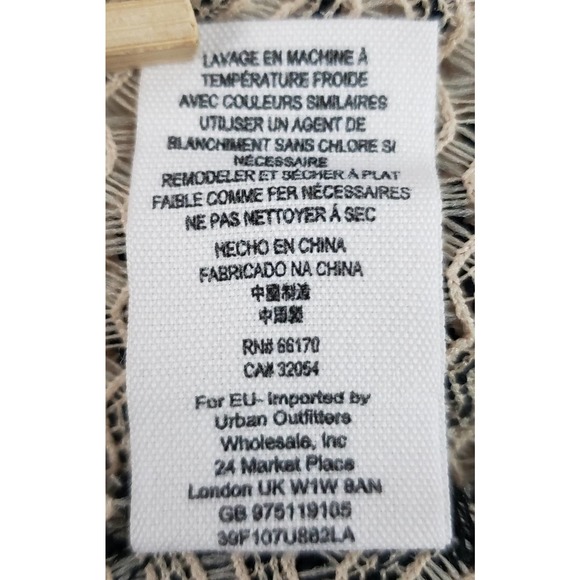 LAVAGE EN MACHINE À
TEMPÉRATURE FROIDE
AVEC COULEURS SIMILAIRES
UTILISER UN AGENT DE
BLANCHIMENT SANS CHLORE SI
NÉCESSAIRE
REMODELER ET SÉCHER À PLAT
FAIBLE COMME FER NÉCESSAIRES
NE PAS NETTOYER Á SEC
HECHO EN CHINA
FABRICADO NA CHINA
中國制造
中国製
RN# 66170
CA# 32054
For EU- Imported by
Urban Outfitters
Wholesale, Inc
24 Market Place
London UK W1W 8AN
GB 975119105